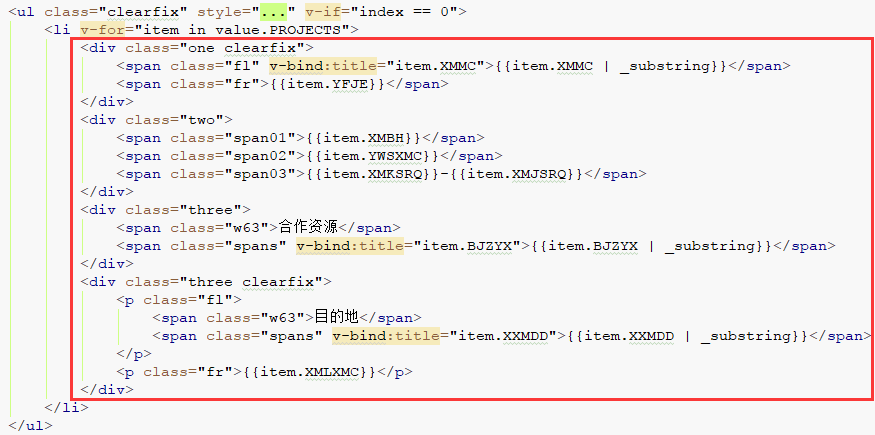 <ul class="clearfix" style="..." v-if="index == 0">
<li v-for="item in value.PROJECTS">
<div class="one clearfix">
<span class="fl" v-bind:title="item.XMMC">{{item.XMMC | _substring}}</span>
<span class="fr">{{item.YFJE}}</span>
</div>
<div class="two">
<span class="span01">{{item.XMBH}}</span>
<span class="span02">{{item.YWSXMC}}</span>
<span class="span03">{{item.XMKSRQ}}-{{item.XMJSRQ}}</span>
</div>
<div class="three">
<span class="w63">合作资源</span>
<span class="spans" v-bind:title="item.BJZYX">{{item.BJZYX | _substring}}</span>
</div>
<div class="three clearfix">
<p class="fl">
<span class="w63">目的地</span>
<span class="spans" v-bind:title="item.XXMDD">{{item.XXMDD | _substring}}</span>
</p>
<p class="fr">{{item.XMLXMC}}</p>
</div>
</li>
</ul>